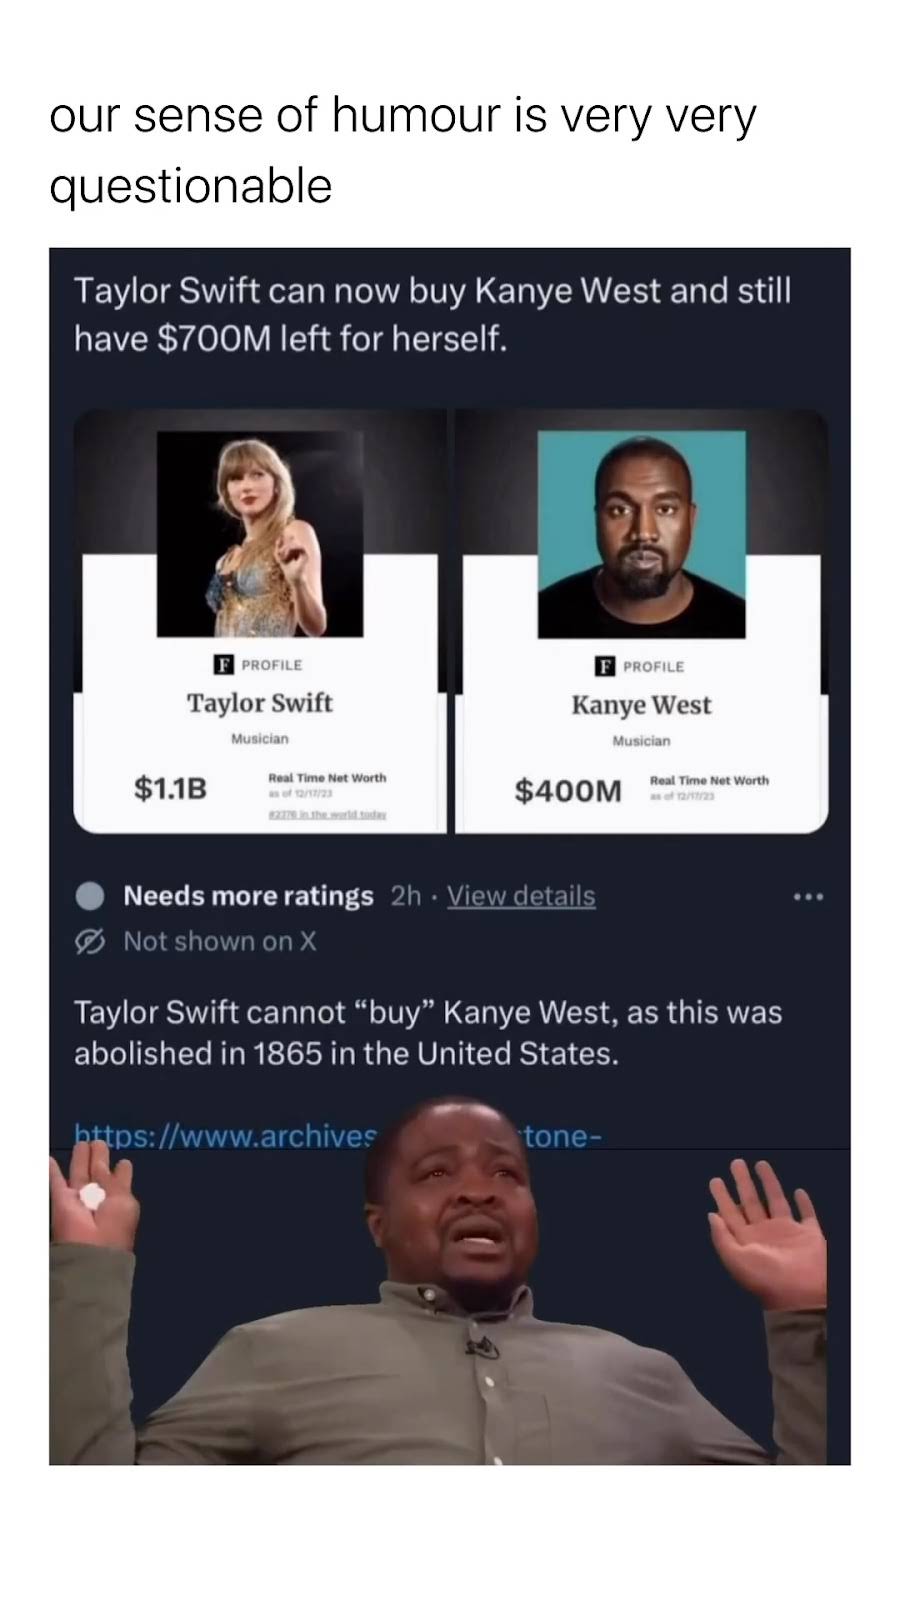 our sense of humour is very very
questionable
Taylor Swift can now buy Kanye West and still
have $700M left for herself.
F PROFILE
Taylor Swift
Musician
$1.1B
Real Time Net Worth
as of 12/17/23
#2376 in the world today
F PROFILE
Kanye West
Musician
$400M
Real Time Net Worth
as of 12/17/23
Needs more ratings 2h · View details
Not shown on X
Taylor Swift cannot “buy” Kanye West, as this was
abolished in 1865 in the United States.
https://www.archives tone-